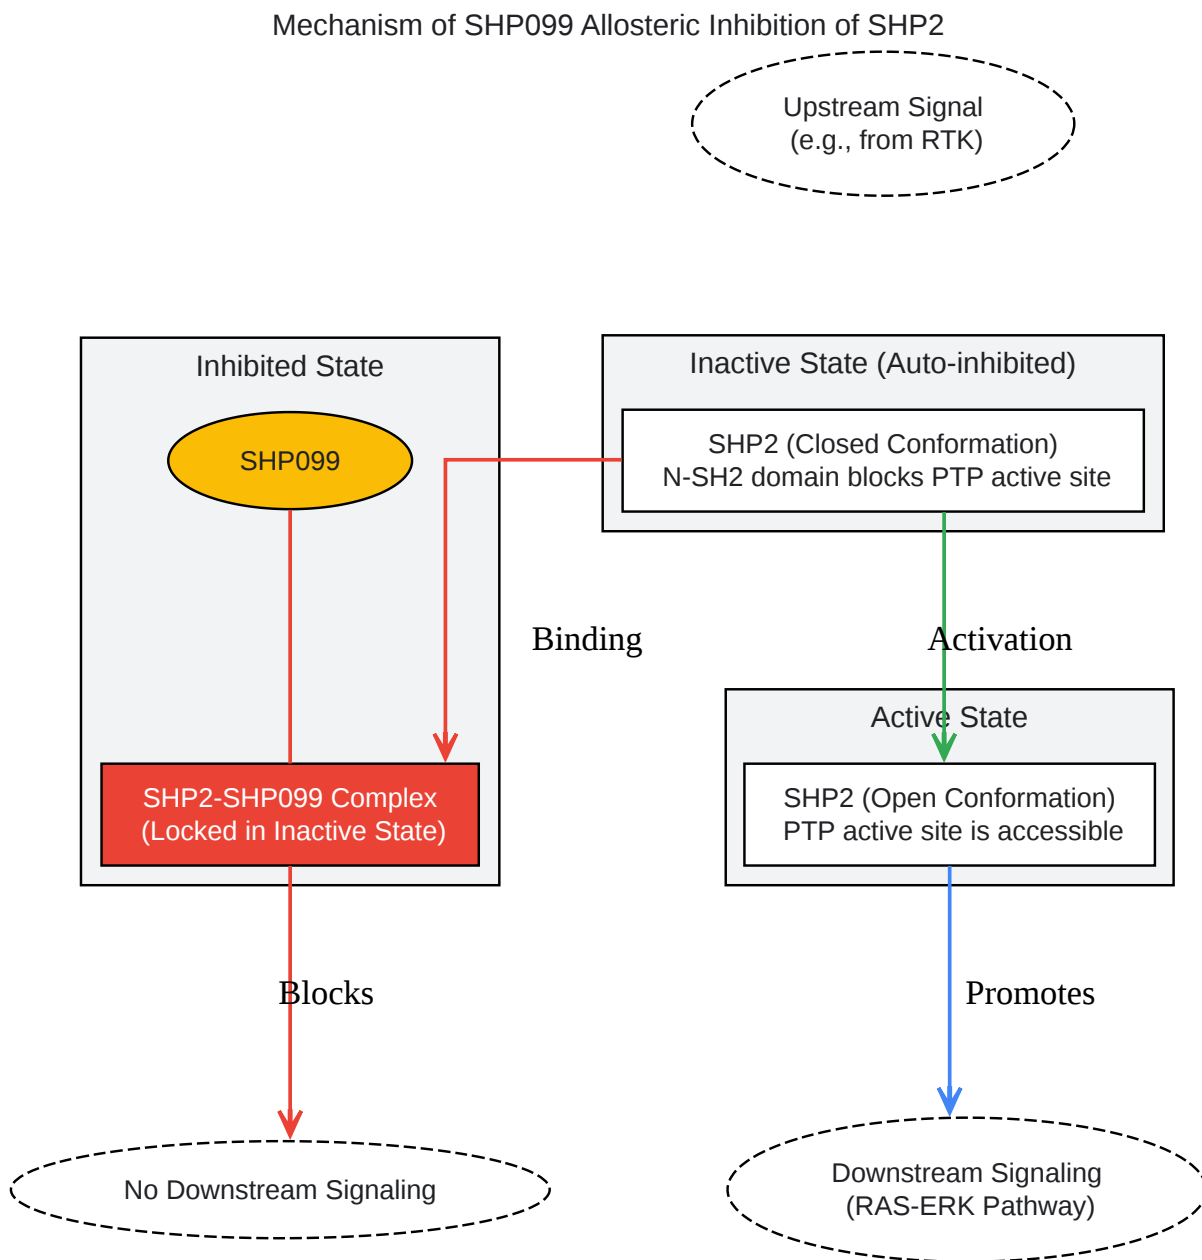 Mechanism of SHP099 Allosteric Inhibition of SHP2
Upstream Signal
(e.g., from RTK)
Inhibited State
SHP099
Inactive State (Auto-inhibited)
SHP2 (Closed Conformation)
N-SH2 domain blocks PTP active site
Binding
Activation
Active State
SHP2-SHP099 Complex
(Locked in Inactive State)
SHP2 (Open Conformation)
PTP active site is accessible
Blocks
Promotes
No Downstream Signaling
Downstream Signaling
(RAS-ERK Pathway)